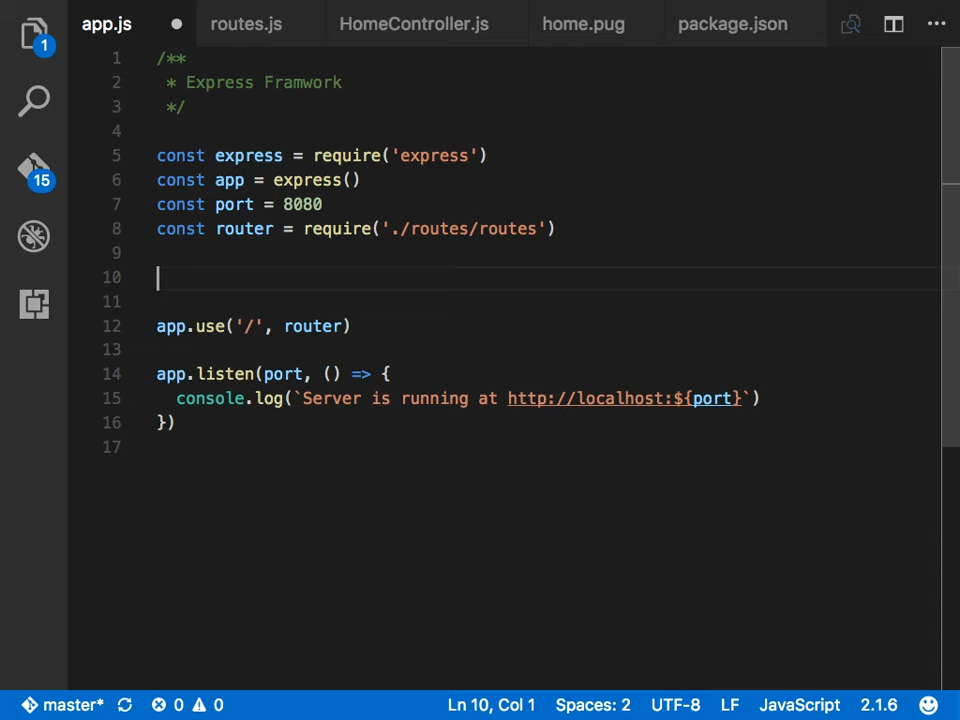 app.js routes.js HomeController.js home.pug package.json
1
15
1 /**
2 * Express Framwork
3 */
4
5 const express = require('express')
6 const app = express()
7 const port = 8080
8 const router = require('./routes/routes')
9
10
11
12 app.use('/', router)
13
14 app.listen(port, () => {
15 console.log(`Server is running at http://localhost:${port}`)
16 })
17
master* 0 0 Ln 10, Col 1 Spaces: 2 UTF-8 LF JavaScript 2.1.6